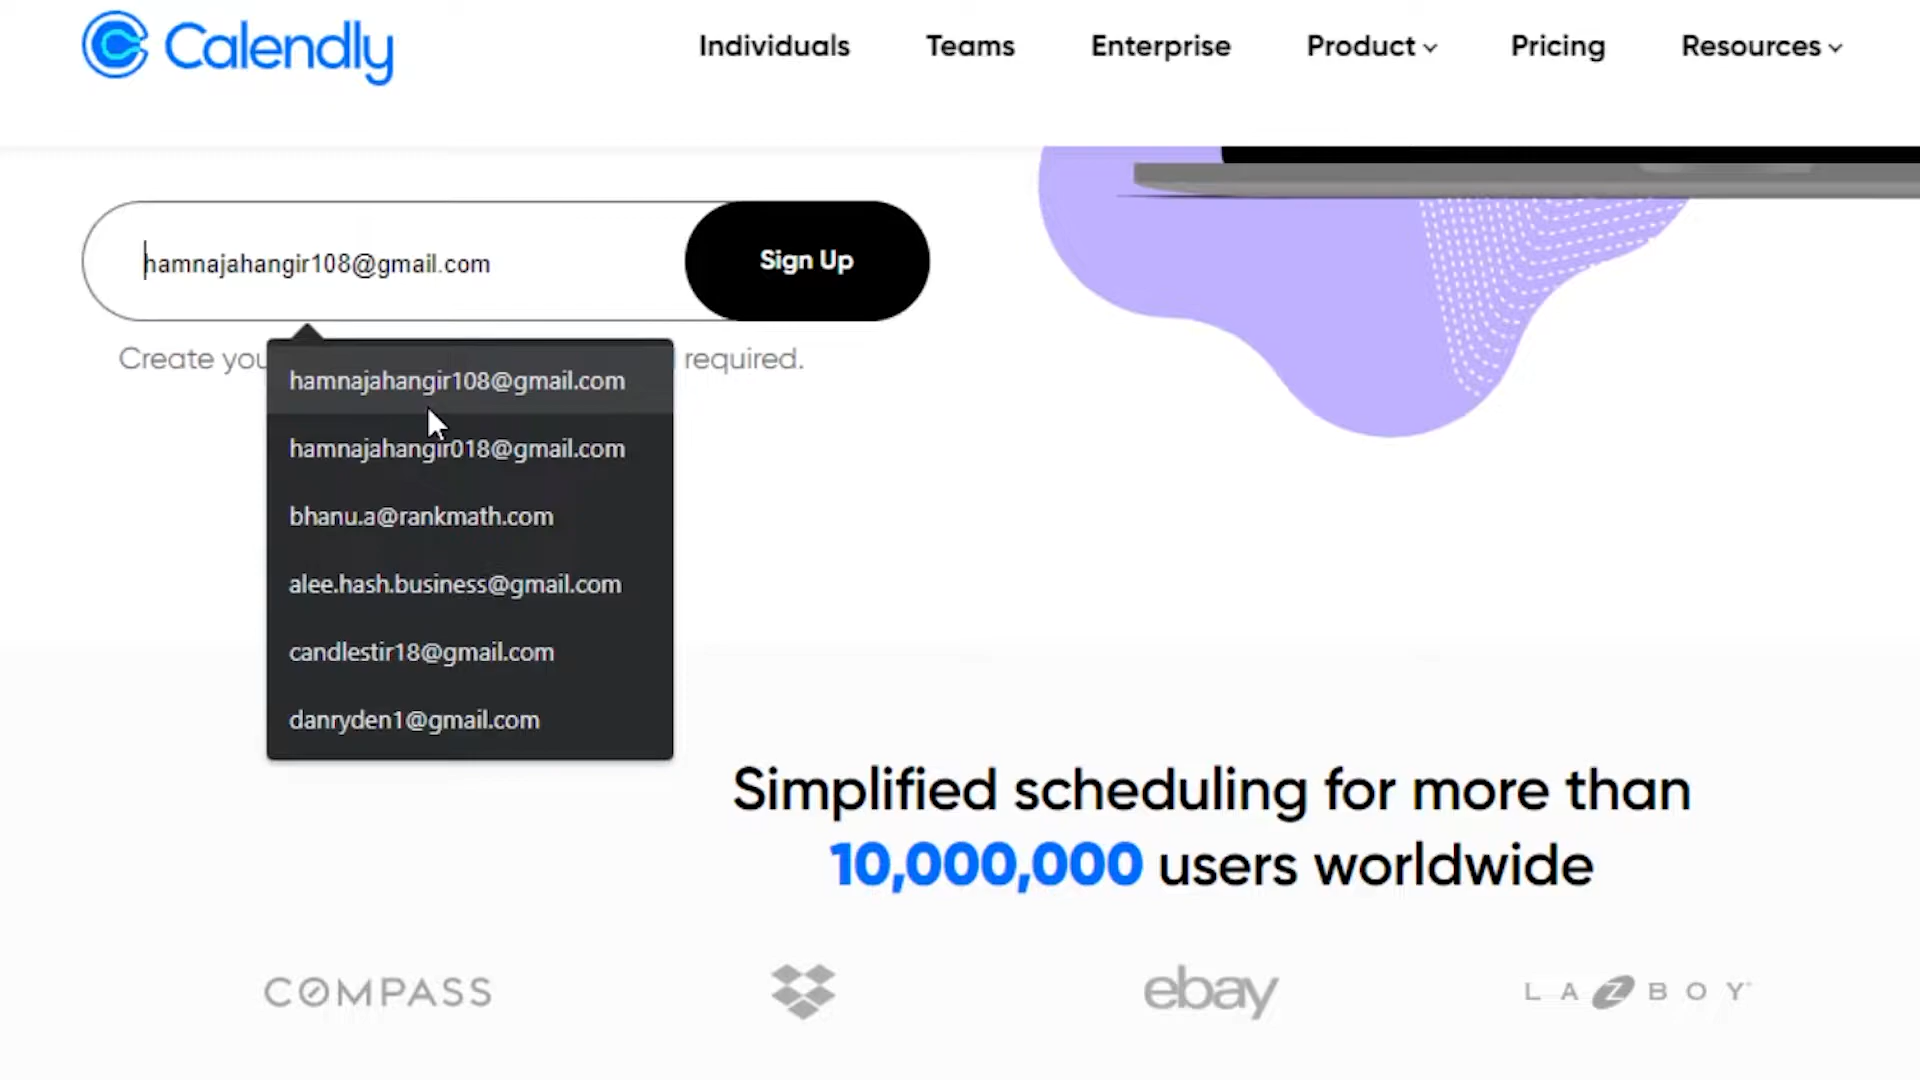 Calendly
Individuals Teams Enterprise Product Pricing Resources
hamnajahangir108@gmail.com
Sign Up
Create you required.
hamnajahangir108@gmail.com
hamnajahangir018@gmail.com
bhanu.a@rankmath.com
alee.hash.business@gmail.com
candlestir18@gmail.com
danryden1@gmail.com
Simplified scheduling for more than
10,000,000 users worldwide
COMPASS ebay LAZBOY